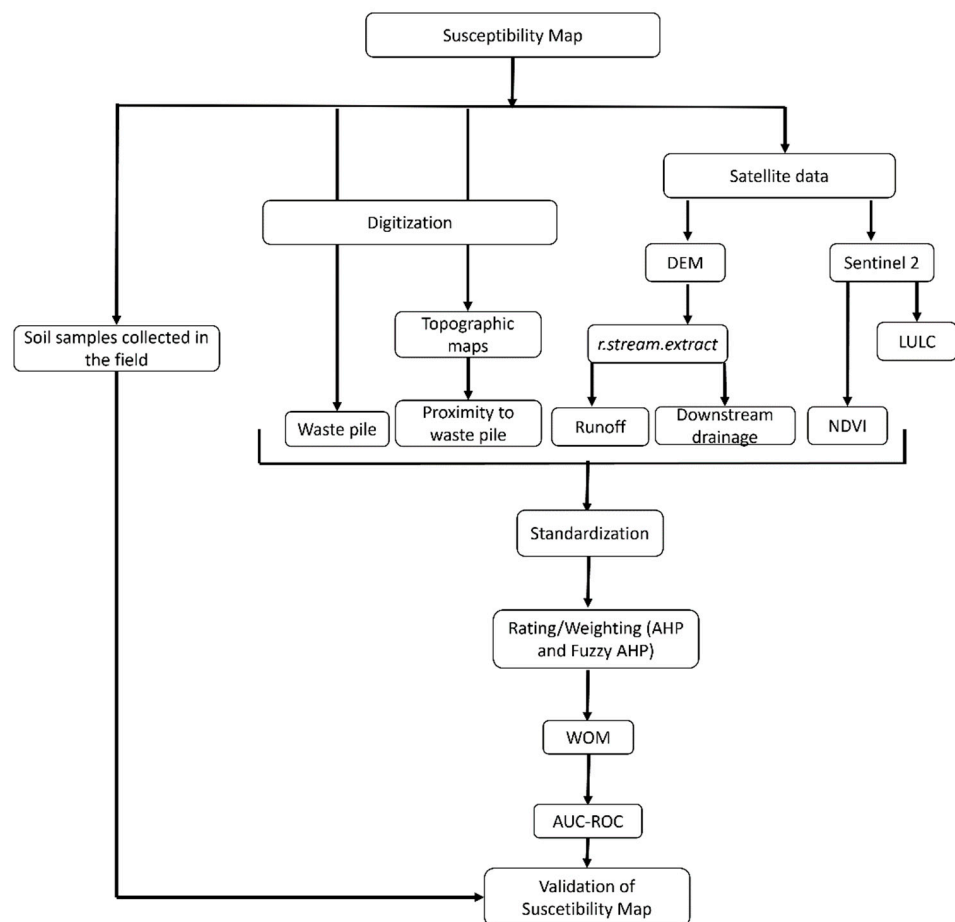 Susceptibility Map
Satellite data
Digitization
DEM
Sentinel 2
Soil samples collected in
the field
Topographic
maps
r.stream.extract
LULC
Waste pile
Proximity to
waste pile
Runoff
Downstream
drainage
NDVI
Standardization
Rating/Weighting (AHP
and Fuzzy AHP)
WOM
AUC-ROC
Validation of
Suscetibility Map